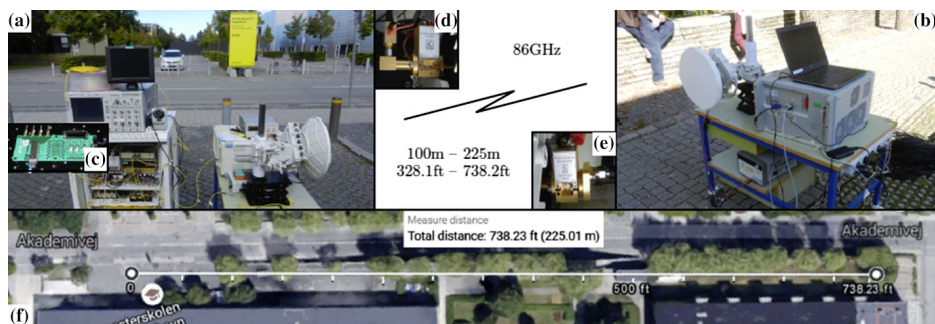 (a)
(d)
(b)
86GHz
(c)
(e)
100m – 225m
328.1ft – 738.2ft
Measure distance
Total distance: 738.23 ft (225.01 m)
Akademivej
Akademivej
0
500 ft
738.23 ft
(f)